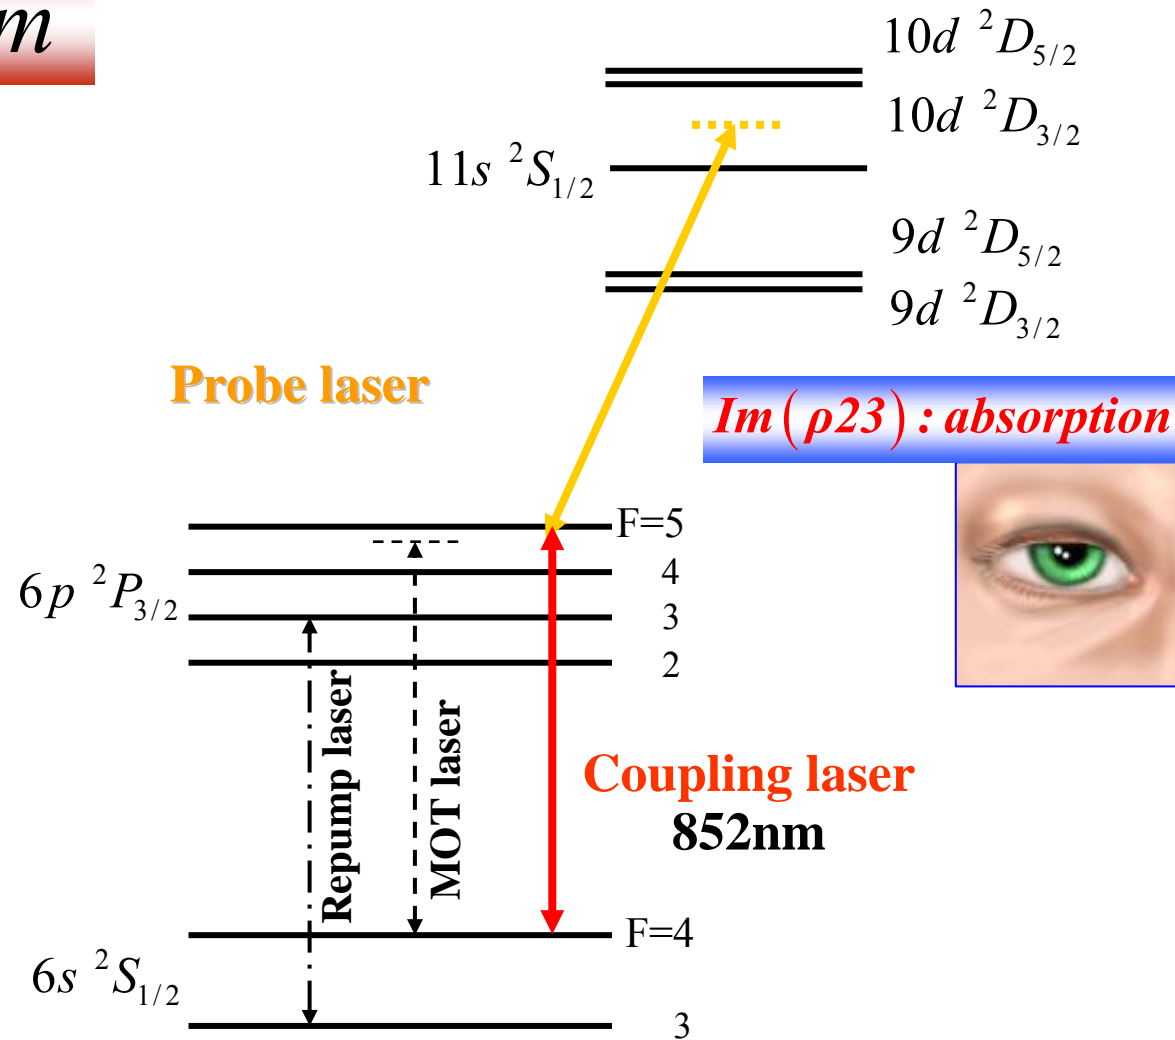 m
10d ²D₅/₂
10d ²D₃/₂
11s ²S₁/₂
9d ²D₅/₂
9d ²D₃/₂
Probe laser
Im(ρ23) : absorption
F=5
4
6p ²P₃/₂
3
2
Repump laser
MOT laser
Coupling laser
852nm
F=4
6s ²S₁/₂
3